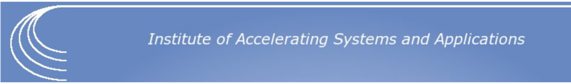 Institute of Accelerating Systems and Applications